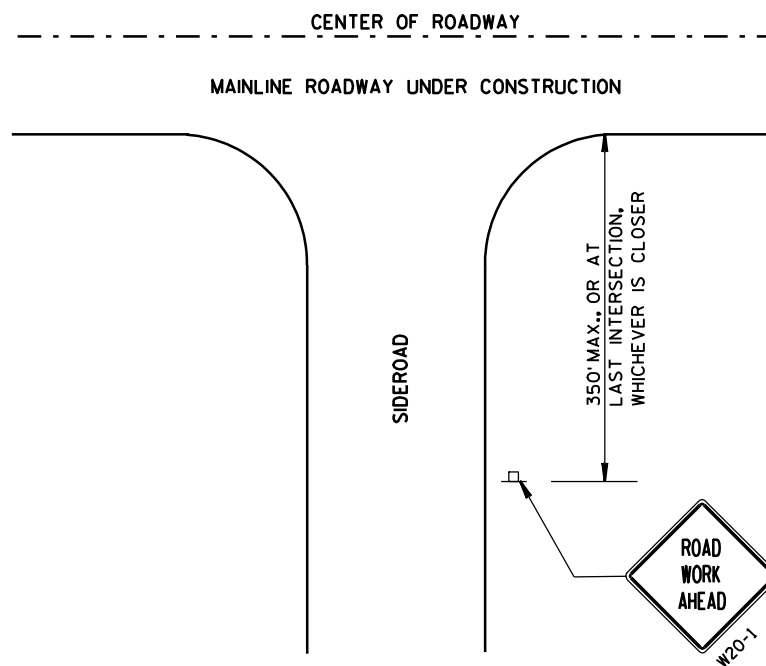 CENTER OF ROADWAY
MAINLINE ROADWAY UNDER CONSTRUCTION
350' MAX., OR AT
LAST INTERSECTION,
WHICHEVER IS CLOSER
SIDEROAD
ROAD
WORK
AHEAD
W20-1